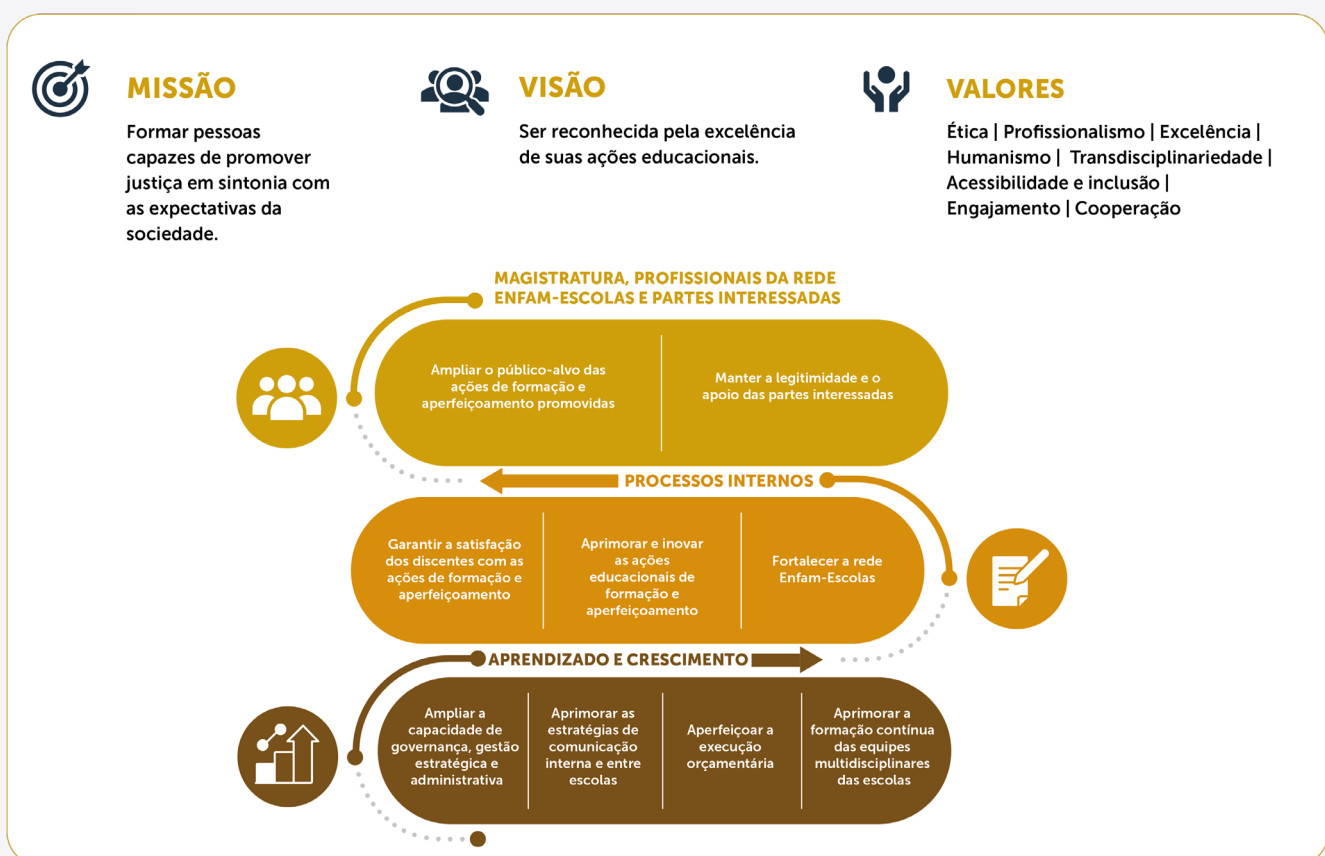 MISSÃO
Formar pessoas
capazes de promover
justiça em sintonia com
as expectativas da
sociedade.
VISÃO
Ser reconhecida pela excelência
de suas ações educacionais.
VALORES
Ética | Profissionalismo | Excelência |
Humanismo | Transdisciplinariedade |
Acessibilidade e inclusão |
Engajamento | Cooperação
MAGISTRATURA, PROFISSIONAIS DA REDE
ENFAM-ESCOLAS E PARTES INTERESSADAS
Ampliar o público-alvo das
ações de formação e
aperfeiçoamento promovidas
Manter a legitimidade e o
apoio das partes interessadas
PROCESSOS INTERNOS
Garantir a satisfação
dos discentes com as
ações de formação e
aperfeiçoamento
Aprimorar e inovar
as ações
educacionais de
formação e
aperfeiçoamento
Fortalecer a rede
Enfam-Escolas
APRENDIZADO E CRESCIMENTO
Ampliar a
capacidade de
governança, gestão
estratégica e
administrativa
Aprimorar as
estratégias de
comunicação
interna e entre
escolas
Aperfeiçoar a
execução
orçamentária
Aprimorar a
formação contínua
das equipes
multidisciplinares
das escolas